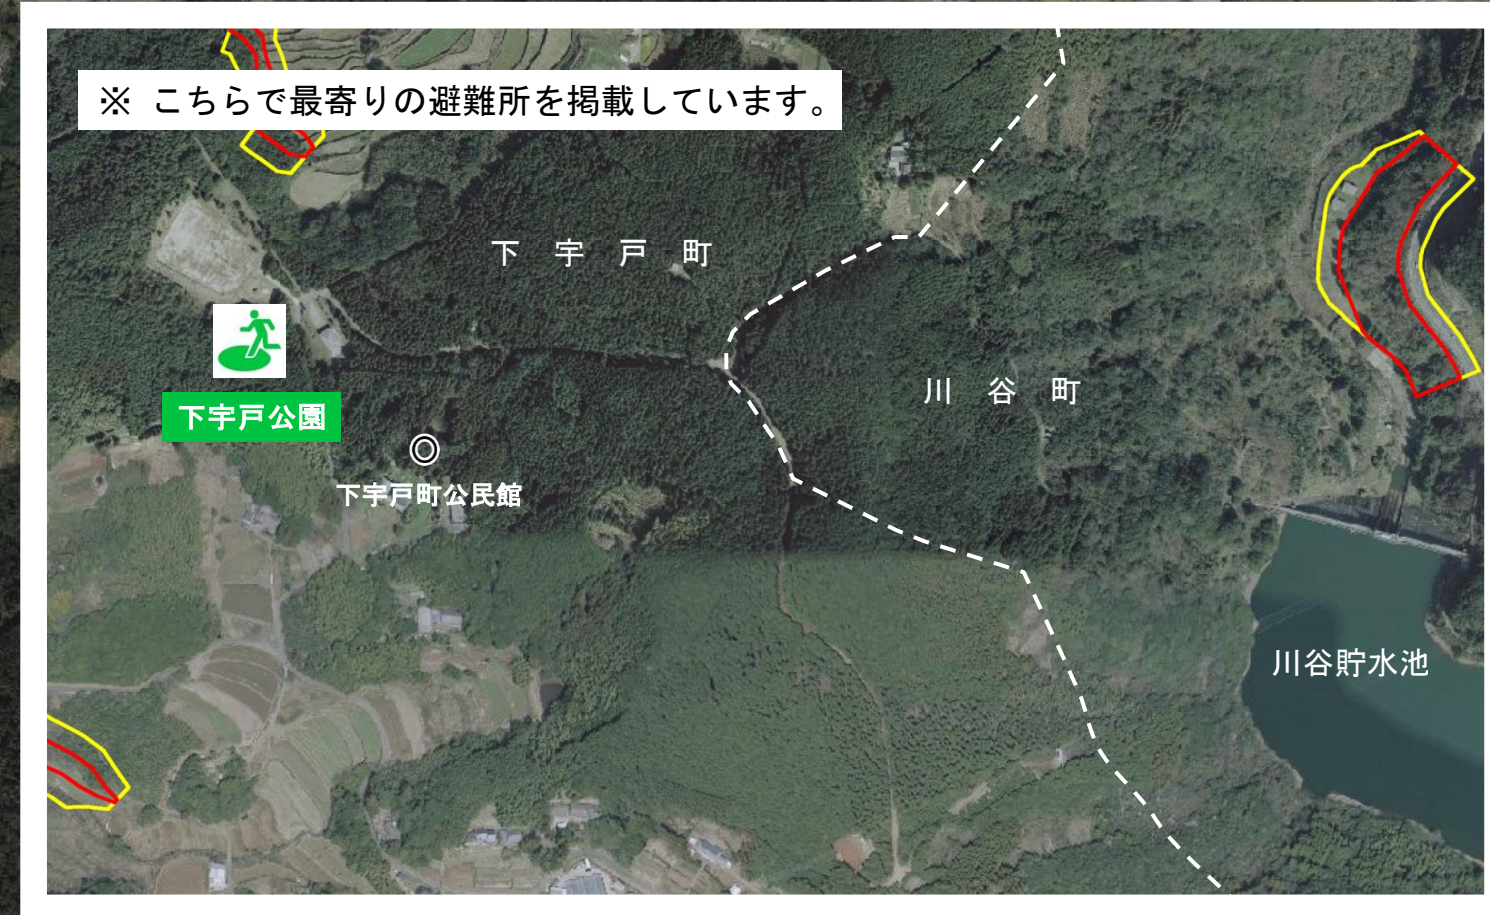 ※ こちらで最寄りの避難所を掲載しています。
下 宇 戸 町
川 谷 町
下宇戸公園
下宇戸町公民館
川谷貯水池